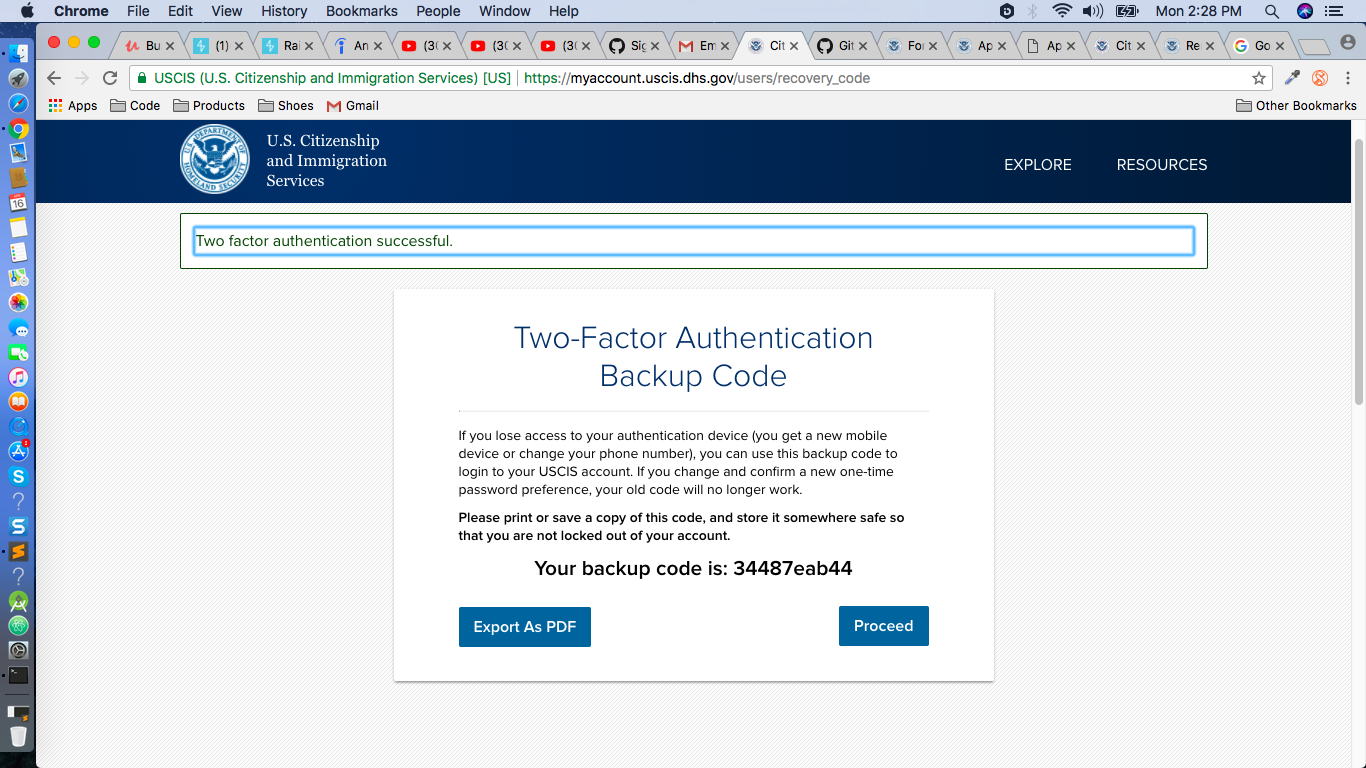 Chrome File Edit View History Bookmarks People Window Help Mon 2:28 PM
Bu (1) Rai An (30 (30 (30 Sig Em Cit Git Fo Ap Ap Cit Re Go
USCIS (U.S. Citizenship and Immigration Services) [US] https://myaccount.uscis.dhs.gov/users/recovery_code
Apps Code Products Shoes Gmail Other Bookmarks
U.S. Citizenship
and Immigration
Services
EXPLORE RESOURCES
Two factor authentication successful.
Two-Factor Authentication
Backup Code
If you lose access to your authentication device (you get a new mobile
device or change your phone number), you can use this backup code to
login to your USCIS account. If you change and confirm a new one-time
password preference, your old code will no longer work.
Please print or save a copy of this code, and store it somewhere safe so
that you are not locked out of your account.
Your backup code is: 34487eab44
Export As PDF Proceed
16